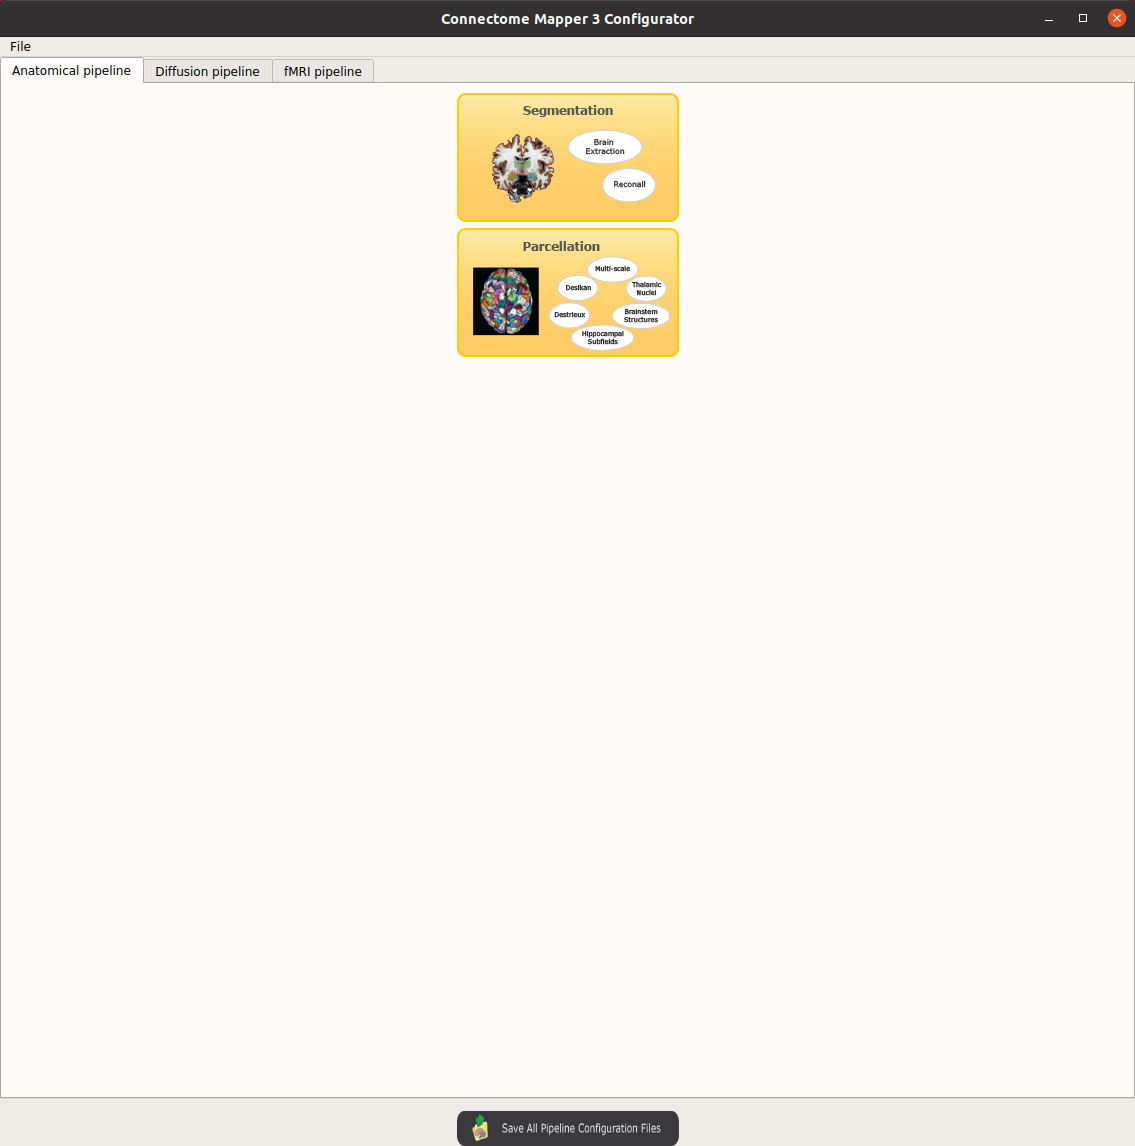 Connectome Mapper 3 Configurator
File
Anatomical pipeline
Diffusion pipeline
fMRI pipeline
Segmentation
Brain
Extraction
Reconall
Parcellation
Multi-scale
Desikan
Thalamic
Nuclei
Destrieux
Brainstem
Structures
Hippocampal
Subfields
Save All Pipeline Configuration Files